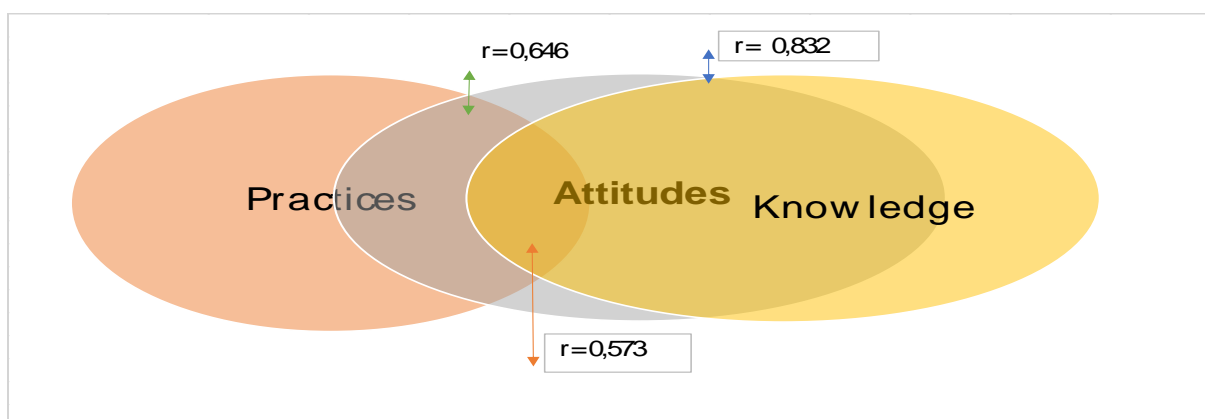 r=0,646
r= 0,832
Practices
Attitudes
Knowledge
r=0,573